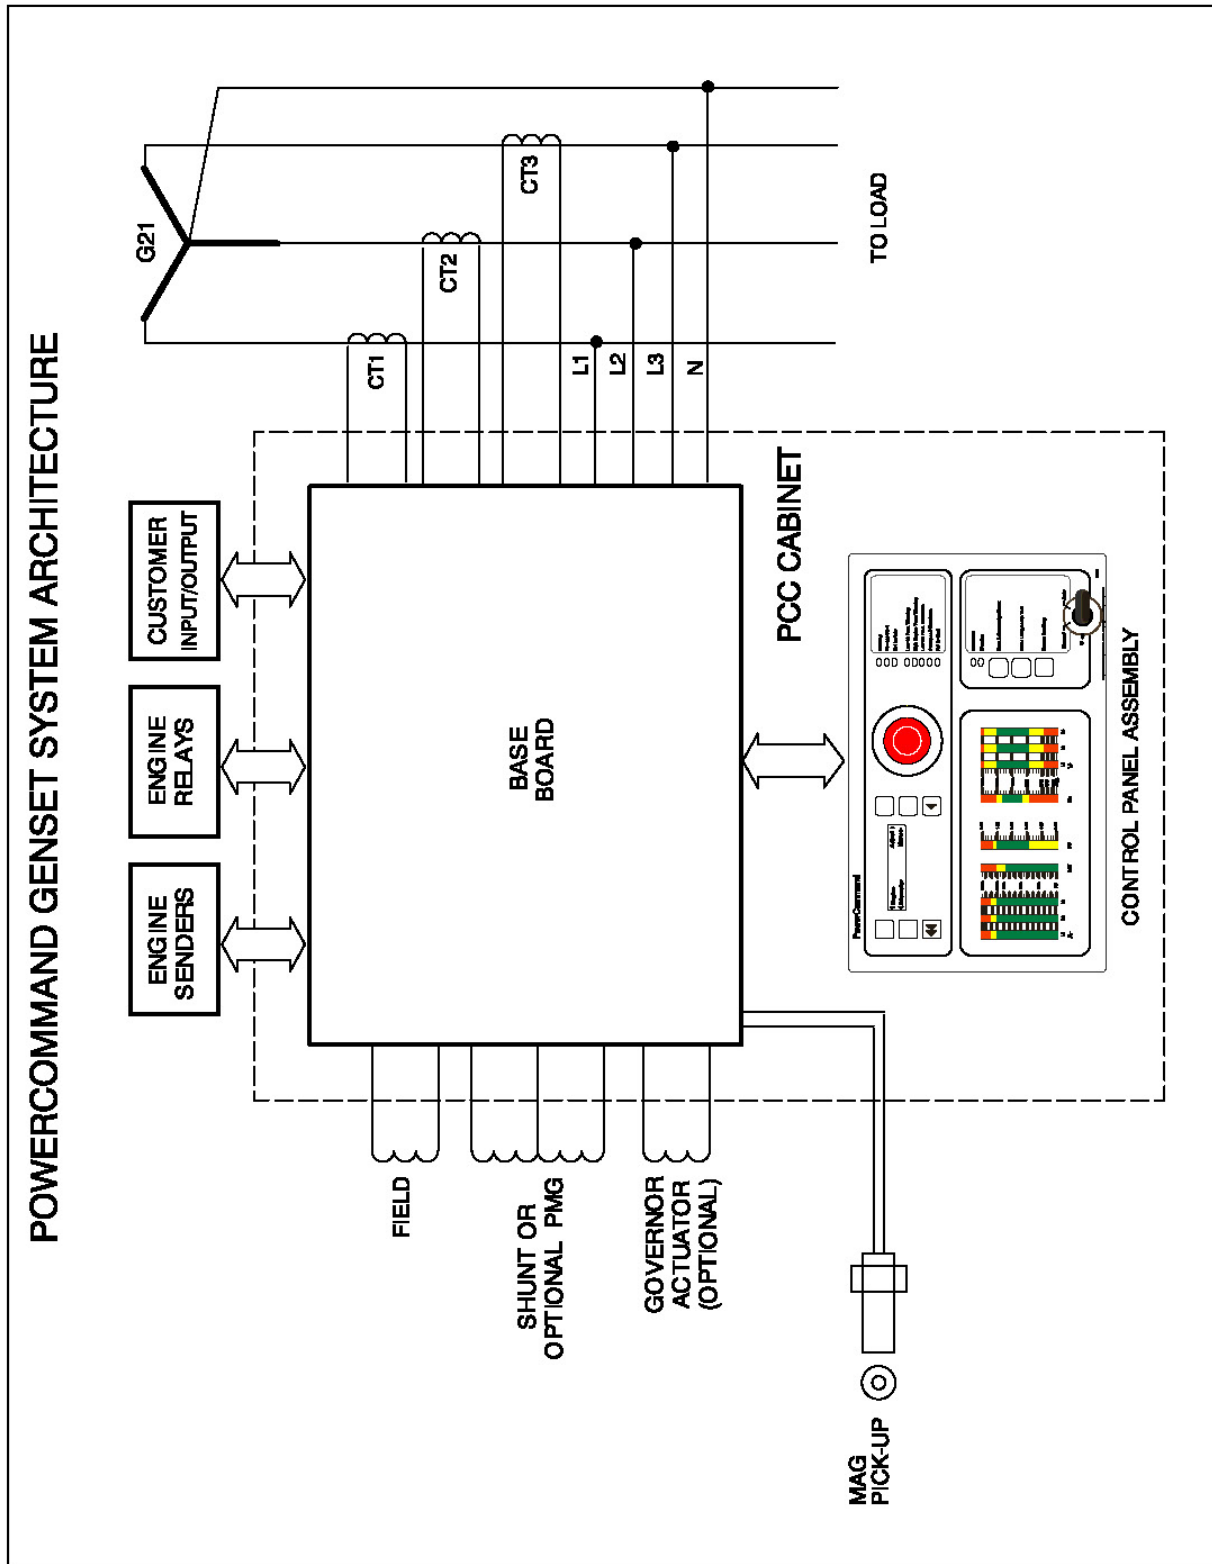 POWERCOMMAND GENSET SYSTEM ARCHITECTURE
ENGINE
SENDERS
ENGINE
RELAYS
CUSTOMER
INPUT/OUTPUT
G21
CT1
CT2
CT3
L1
L2
L3
N
TO LOAD
BASE
BOARD
FIELD
SHUNT OR
OPTIONAL PMG
GOVERNOR
ACTUATOR
(OPTIONAL)
MAG
PICK-UP
PCC CABINET
PowerCommand
CONTROL PANEL ASSEMBLY